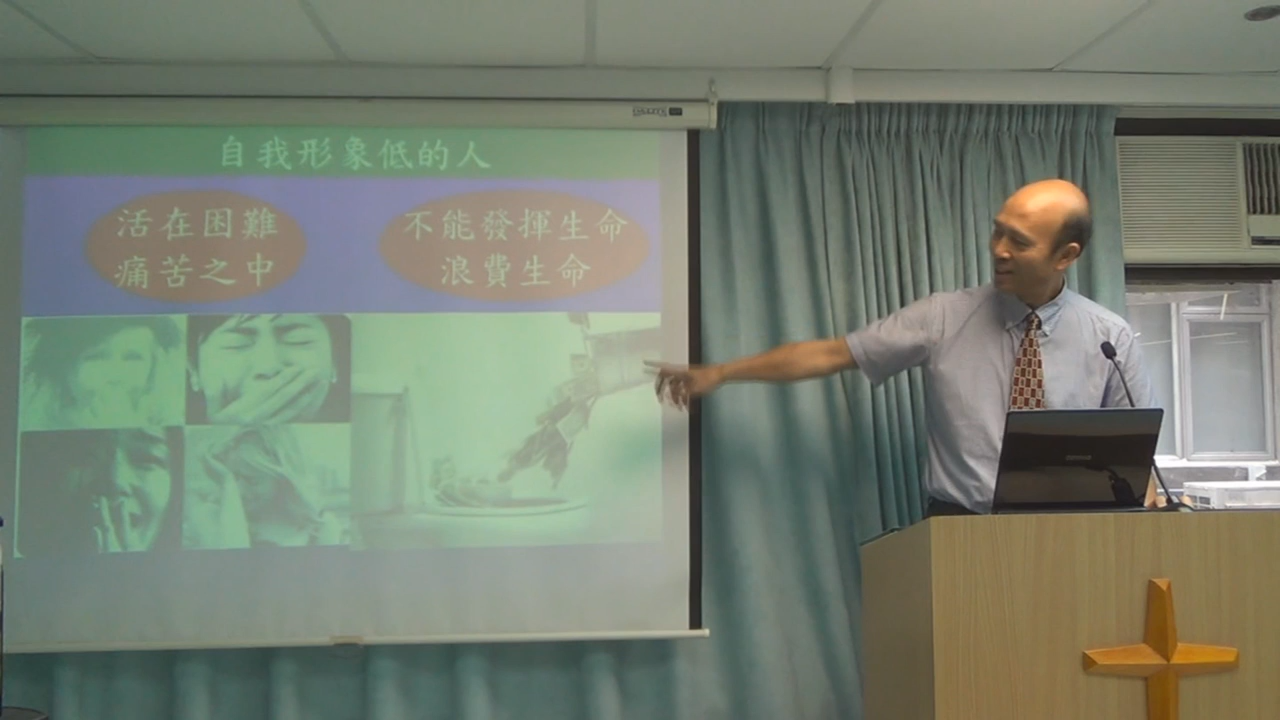 自我形象低的人
活在困難
痛苦之中
不能發揮生命
浪費生命